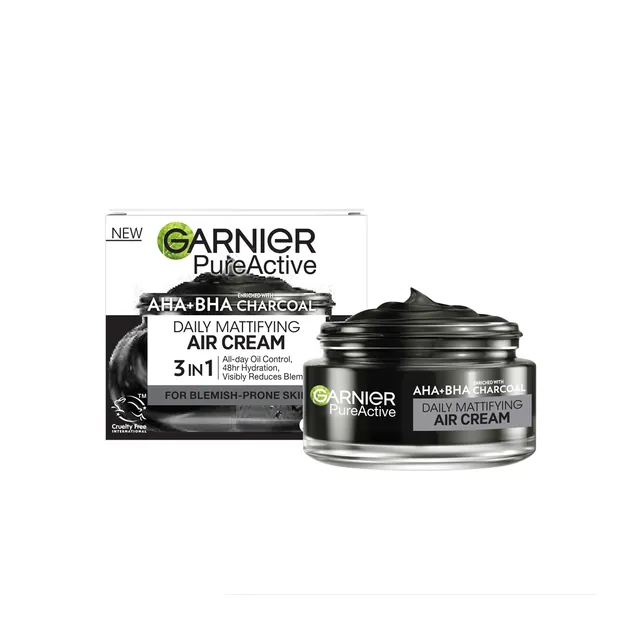 NEW
GARNIER
PureActive
ENRICHED WITH
AHA+BHA CHARCOAL
DAILY MATTIFYING
AIR CREAM
3 IN 1
All-day Oil Control,
48hr Hydration,
Visibly Reduces Blem
FOR BLEMISH-PRONE SKIN
TM
Cruelty Free
INTERNATIONAL
GARNIER
PureActive
ENRICHED WITH
AHA+BHA CHARCOAL
DAILY MATTIFYING
AIR CREAM